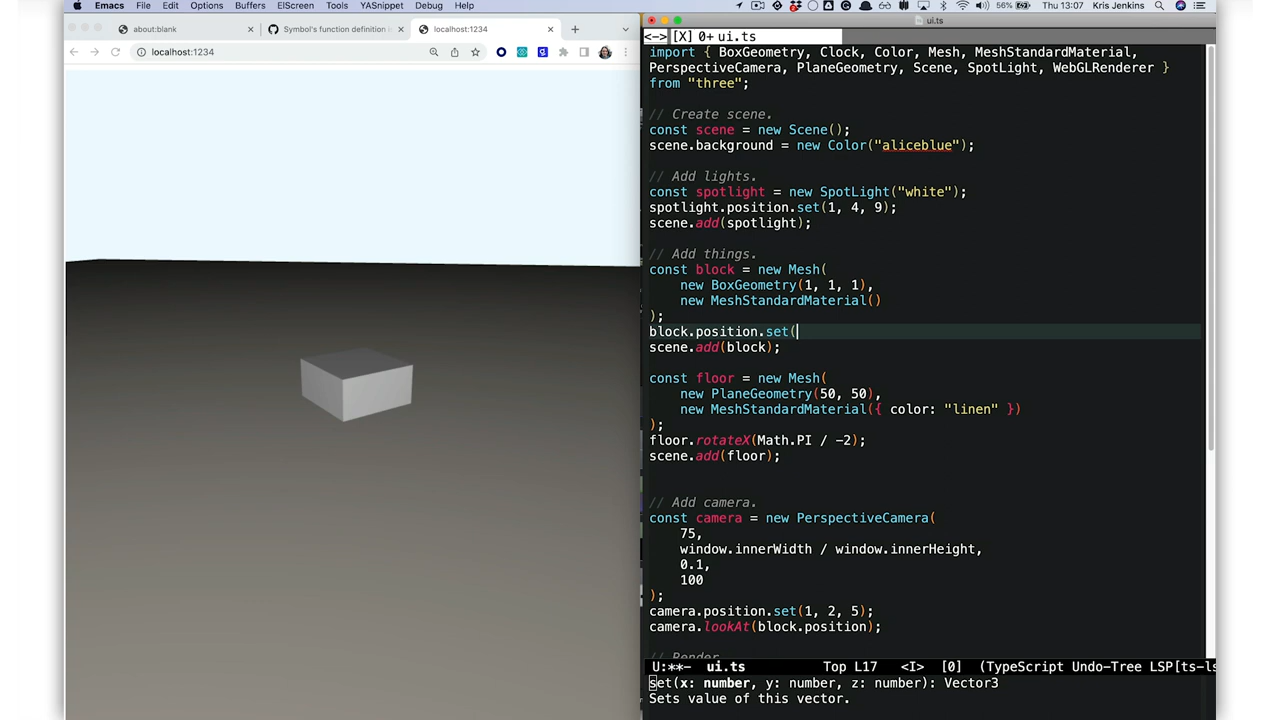 Emacs File Edit Options Buffers ElScreen Tools YASnippet Debug Help 56% Thu 13:07 Kris Jenkins
about:blank
Symbol's function definition i
localhost:1234
localhost:1234
ui.ts
<-> [X] 0+ ui.ts
import { BoxGeometry, Clock, Color, Mesh, MeshStandardMaterial,
PerspectiveCamera, PlaneGeometry, Scene, SpotLight, WebGLRenderer }
from "three";
// Create scene.
const scene = new Scene();
scene.background = new Color("aliceblue");
// Add lights.
const spotlight = new SpotLight("white");
spotlight.position.set(1, 4, 9);
scene.add(spotlight);
// Add things.
const block = new Mesh(
new BoxGeometry(1, 1, 1),
new MeshStandardMaterial()
);
block.position.set(
scene.add(block);
const floor = new Mesh(
new PlaneGeometry(50, 50),
new MeshStandardMaterial({ color: "linen" })
);
floor.rotateX(Math.PI / -2);
scene.add(floor);
// Add camera.
const camera = new PerspectiveCamera(
75,
window.innerWidth / window.innerHeight,
0.1,
100
);
camera.position.set(1, 2, 5);
camera.lookAt(block.position);
// Render
U:**- ui.ts Top L17 <I> [0] (TypeScript Undo-Tree LSP[ts-ls
set(x: number, y: number, z: number): Vector3
Sets value of this vector.